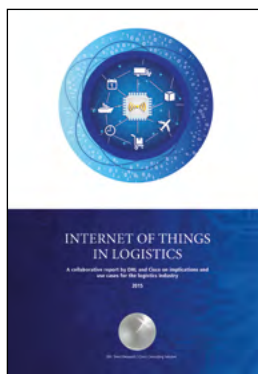 INTERNET OF THINGS
IN LOGISTICS
A collaborative report by DHL and Cisco on implications and
use cases for the logistics industry
2015